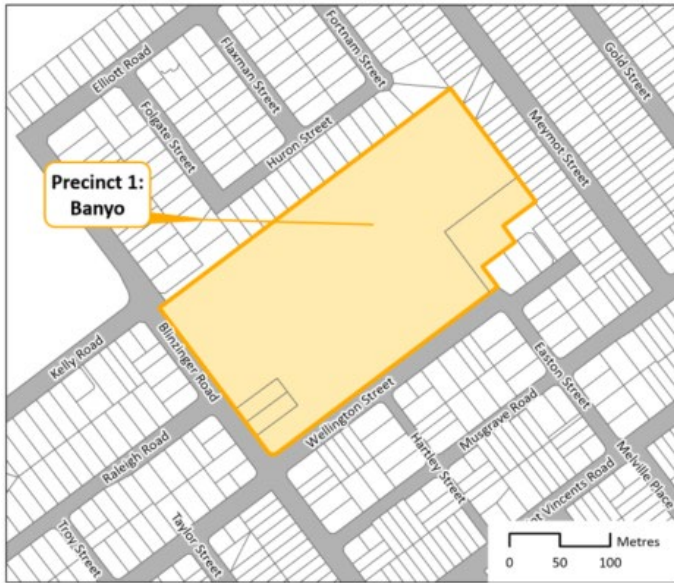 Elliott Road
Flaxman Street
Fortnam Street
Gold Street
Folgate Street
Huron Street
Meymot Street
Precinct 1:
Banyo
Kelly Road
Blinzinger Road
Raleigh Road
Wellington Street
Easton Street
Musgrave Road
Hartley Street
Melville Place
Vincents Road
Troy Street
Taylor Street
Metres
0 50 100